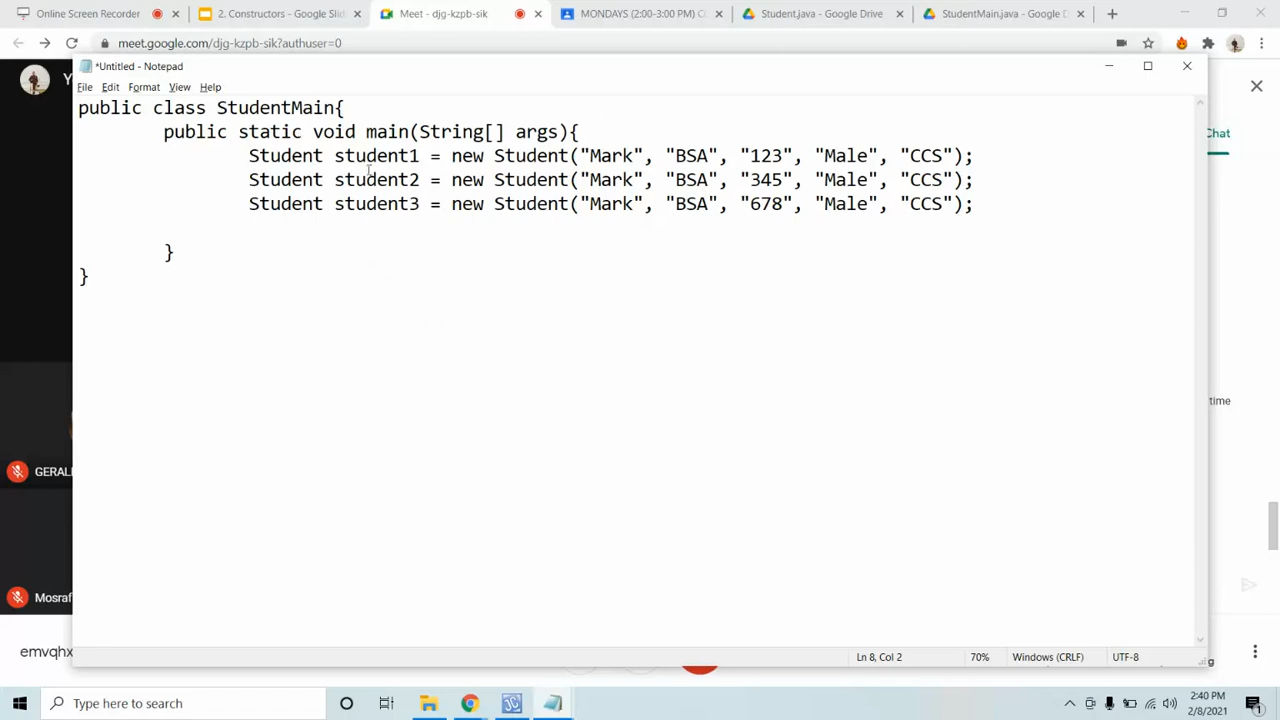 Online Screen Recorder
2. Constructors - Google Slid
Meet - djg-kzpb-sik
MONDAYS (2:00-3:00 PM) C
Student.java - Google Drive
StudentMain.java - Google D
meet.google.com/djg-kzpb-sik?authuser=0
*Untitled - Notepad
File Edit Format View Help
public class StudentMain{
public static void main(String[] args){
Student student1 = new Student("Mark", "BSA", "123", "Male", "CCS");
Student student2 = new Student("Mark", "BSA", "345", "Male", "CCS");
Student student3 = new Student("Mark", "BSA", "678", "Male", "CCS");
}
}
Y
Chat
time
GERALI
Mosraf
emvqhx
Ln 8, Col 2
70%
Windows (CRLF)
UTF-8
Type here to search
2:40 PM
2/8/2021